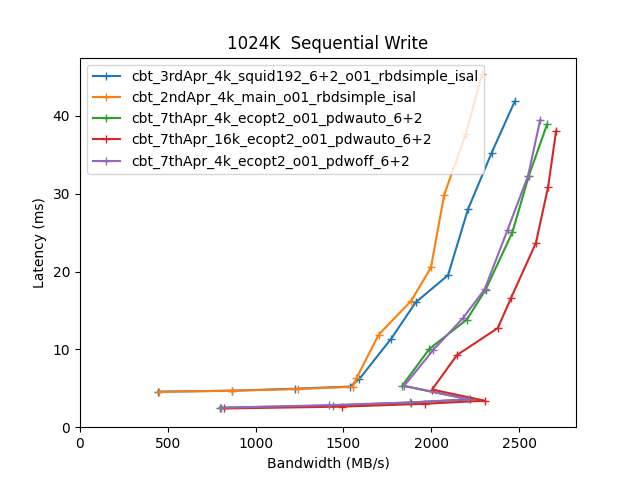 1024K  Sequential Write
cbt_3rdApr_4k_squid192_6+2_o01_rbdsimple_isal
cbt_2ndApr_4k_main_o01_rbdsimple_isal
cbt_7thApr_4k_ecopt2_o01_pdwauto_6+2
cbt_7thApr_16k_ecopt2_o01_pdwauto_6+2
cbt_7thApr_4k_ecopt2_o01_pdwoff_6+2
Latency (ms)
40
30
20
10
0
0 500 1000 1500 2000 2500
Bandwidth (MB/s)